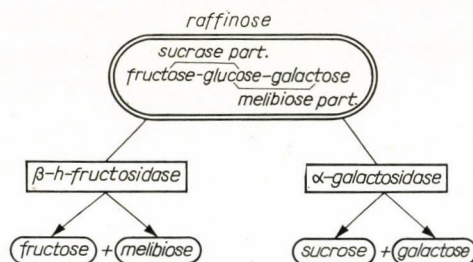 raffinose
sucrase part.
fructose-glucose-galactose
melibiose part.
β-h-fructosidase
α-galactosidase
fructose + melibiose
sucrose + galactose